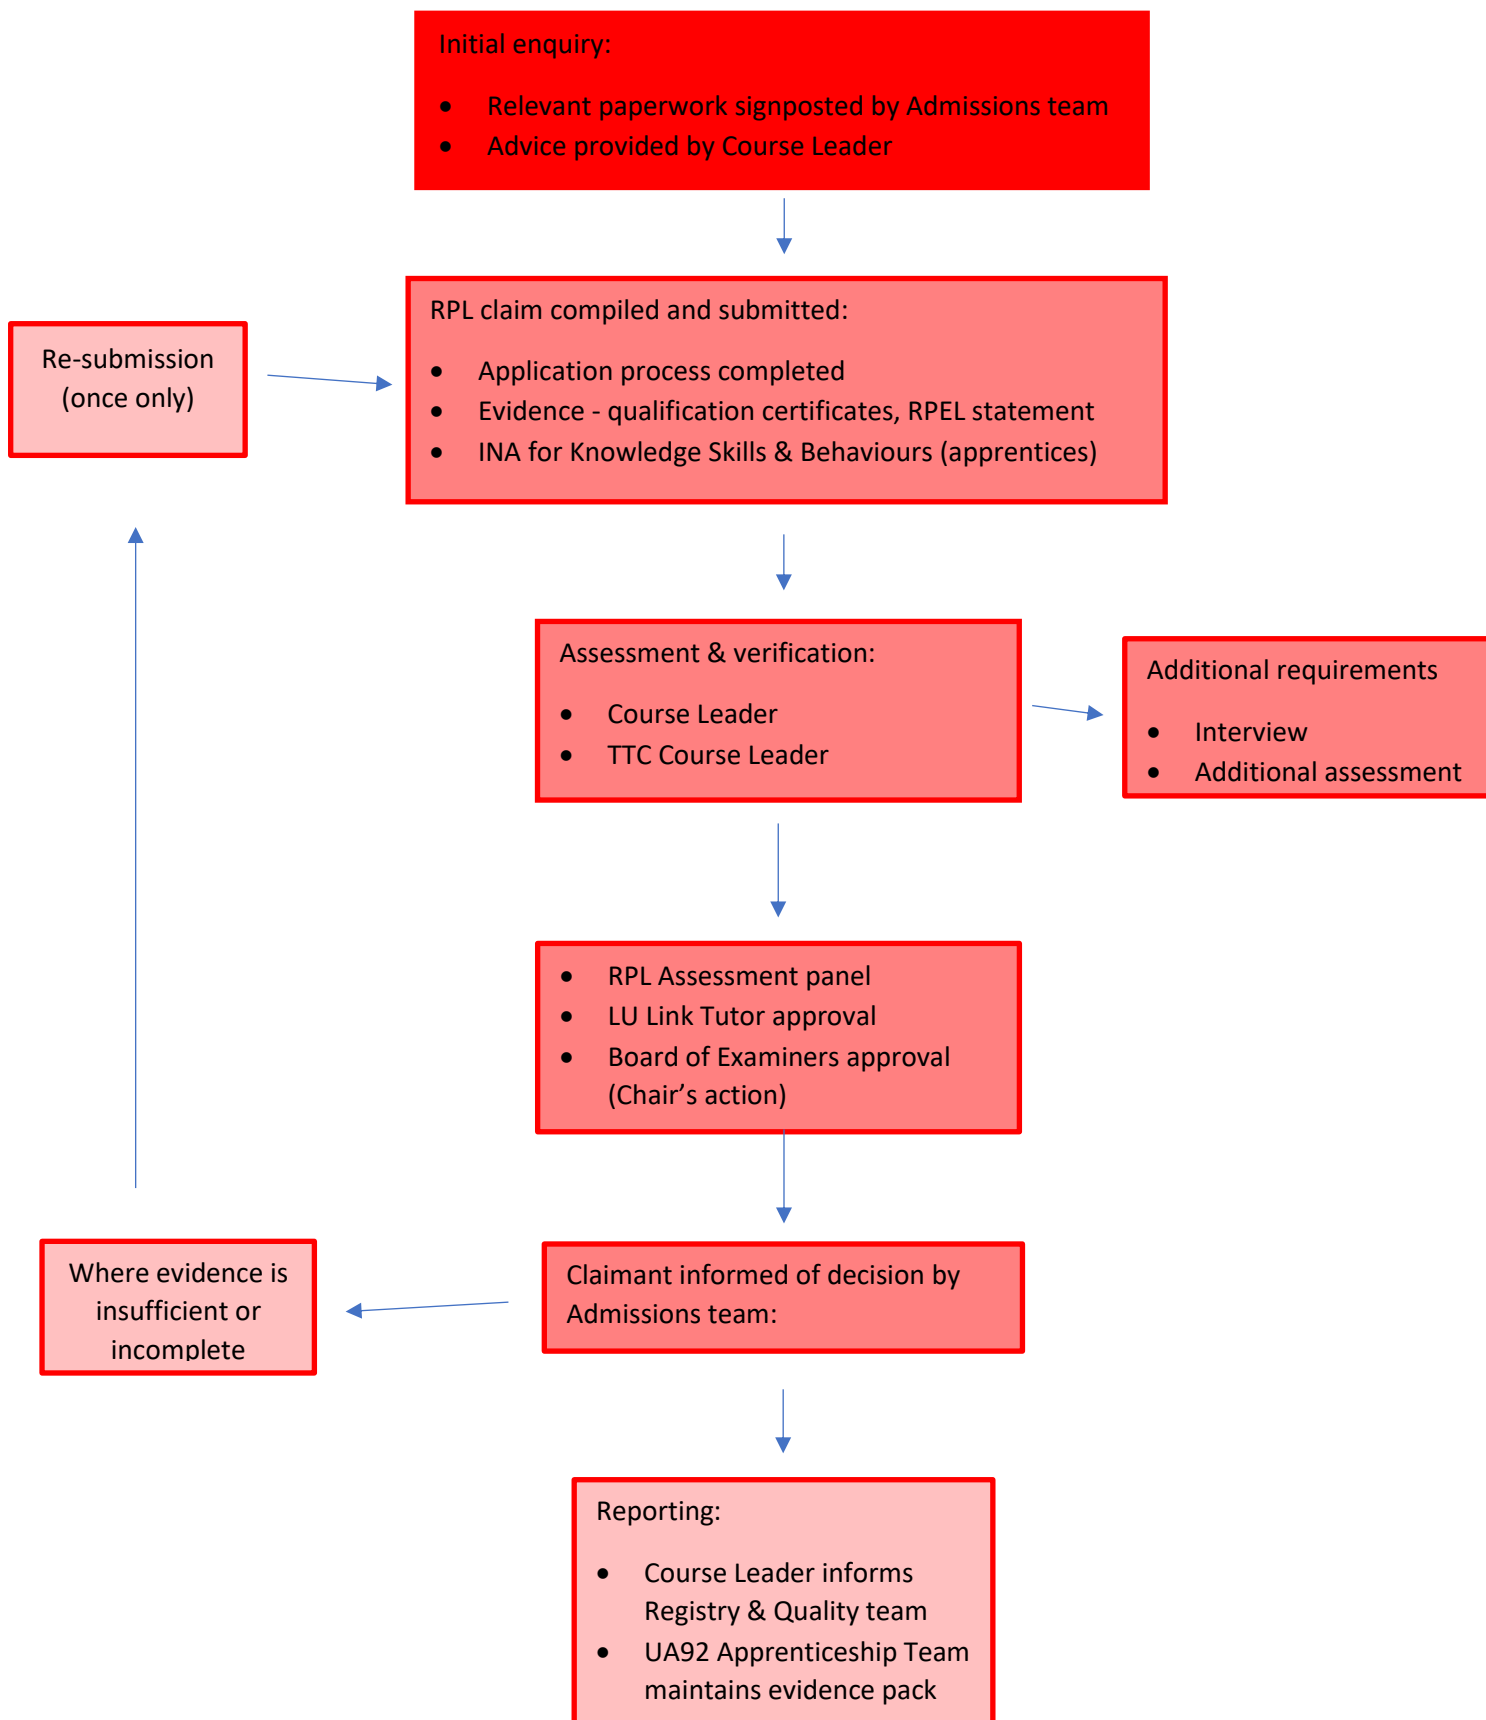 Initial enquiry:
• Relevant paperwork signposted by Admissions team
• Advice provided by Course Leader
RPL claim compiled and submitted:
• Application process completed
• Evidence - qualification certificates, RPEL statement
• INA for Knowledge Skills & Behaviours (apprentices)
Re-submission
(once only)
Assessment & verification:
• Course Leader
• TTC Course Leader
Additional requirements
• Interview
• Additional assessment
• RPL Assessment panel
• LU Link Tutor approval
• Board of Examiners approval
(Chair’s action)
Where evidence is
insufficient or
incomplete
Claimant informed of decision by
Admissions team:
Reporting:
• Course Leader informs
Registry & Quality team
• UA92 Apprenticeship Team
maintains evidence pack